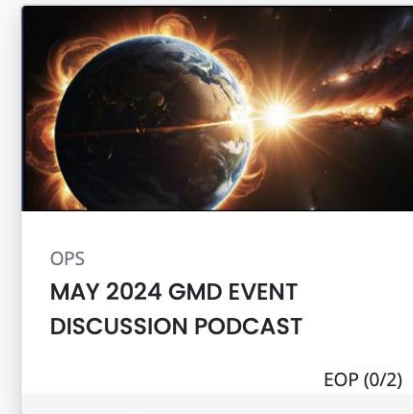 OPS
MAY 2024 GMD EVENT
DISCUSSION PODCAST
EOP (0/2)